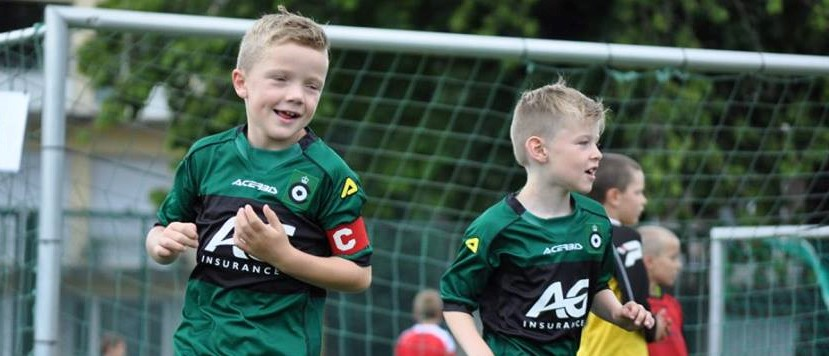 ACERBIS
AG
INSURANCE
C
ACERBIS
AG
INSURANCE